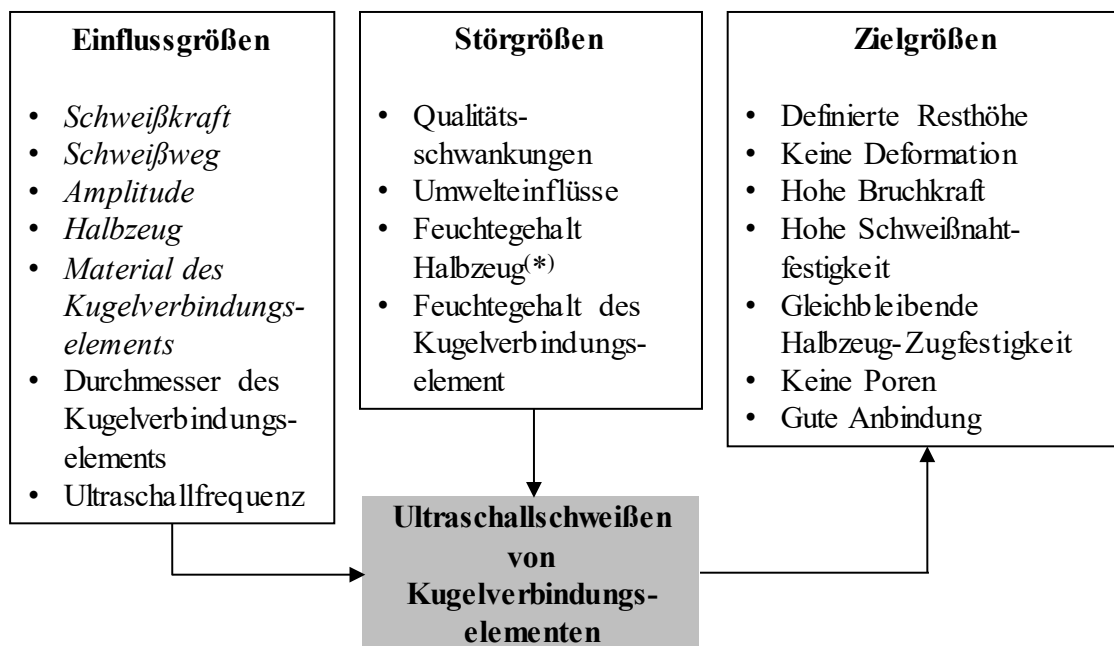 Einflussgrößen
• Schweißkraft
• Schweißweg
• Amplitude
• Halbzeug
• Material des
Kugelverbindungs-
elements
• Durchmesser des
Kugelverbindungs-
elements
• Ultraschallfrequenz
Störgrößen
• Qualitäts-
schwankungen
• Umwelteinflüsse
• Feuchtegehalt
Halbzeug(*)
• Feuchtegehalt des
Kugelverbindungs-
element
Zielgrößen
• Definierte Resthöhe
• Keine Deformation
• Hohe Bruchkraft
• Hohe Schweißnaht-
festigkeit
• Gleichbleibende
Halbzeug-Zugfestigkeit
• Keine Poren
• Gute Anbindung
Ultraschallschweißen
von
Kugelverbindungs-
elementen